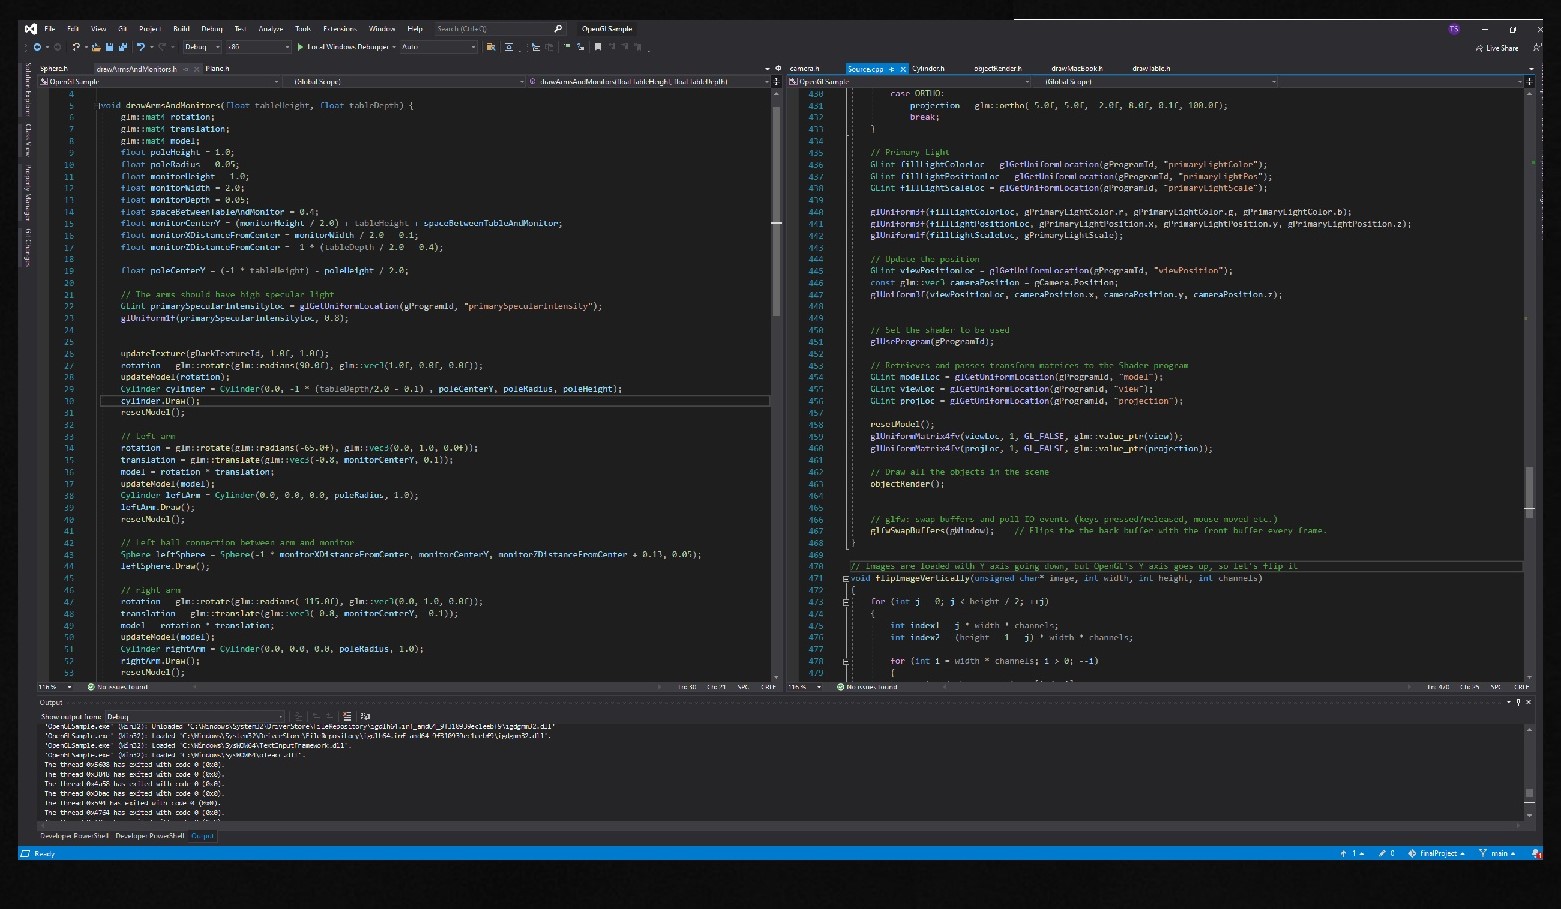 File Edit View Git Project Build Debug Test Analyze Tools Extensions Window Help Search (Ctrl+Q) OpenGLSample TS
Debug x86 Local Windows Debugger Auto Live Share
Sphere.h drawArmsAndMonitors.h Plane.h
OpenGLSample (Global Scope) drawArmsAndMonitors(float tableHeight, float tableDepth)
4
5 void drawArmsAndMonitors(float tableHeight, float tableDepth) {
6 glm::mat4 rotation;
7 glm::mat4 translation;
8 glm::mat4 model;
9 float poleHeight = 1.0;
10 float poleRadius = 0.05;
11 float monitorHeight = 1.0;
12 float monitorWidth = 2.0;
13 float monitorDepth = 0.05;
14 float spaceBetweenTableAndMonitor = 0.4;
15 float monitorCenterY = (monitorHeight / 2.0) + tableHeight + spaceBetweenTableAndMonitor;
16 float monitorXDistanceFromCenter = monitorWidth / 2.0 - 0.1;
17 float monitorZDistanceFromCenter = -1 * (tableDepth / 2.0 - 0.4);
18
19 float poleCenterY = (-1 * tableHeight) - poleHeight / 2.0;
20
21 // The arms should have high specular light
22 GLint primarySpecularIntensityLoc = glGetUniformLocation(gProgramId, "primarySpecularIntensity");
23 glUniform1f(primarySpecularIntensityLoc, 0.8);
24
25
26 updateTexture(gDarkTextureId, 1.0f, 1.0f);
27 rotation = glm::rotate(glm::radians(90.0f), glm::vec3(1.0f, 0.0f, 0.0f));
28 updateModel(rotation);
29 Cylinder cylinder = Cylinder(0.0, -1 * (tableDepth/2.0 - 0.1) , poleCenterY, poleRadius, poleHeight);
30 cylinder.Draw();
31 resetModel();
32
33 // Left arm
34 rotation = glm::rotate(glm::radians(-65.0f), glm::vec3(0.0, 1.0, 0.0f));
35 translation = glm::translate(glm::vec3(-0.8, monitorCenterY, 0.1));
36 model = rotation * translation;
37 updateModel(model);
38 Cylinder leftArm = Cylinder(0.0, 0.0, 0.0, poleRadius, 1.0);
39 leftArm.Draw();
40 resetModel();
41
42 // Left ball connection between arm and monitor
43 Sphere leftSphere = Sphere(-1 * monitorXDistanceFromCenter, monitorCenterY, monitorZDistanceFromCenter + 0.13, 0.05);
44 leftSphere.Draw();
45
46 // right arm
47 rotation = glm::rotate(glm::radians(-115.0f), glm::vec3(0.0, 1.0, 0.0f));
48 translation = glm::translate(glm::vec3(-0.8, monitorCenterY, -0.1));
49 model = rotation * translation;
50 updateModel(model);
51 Cylinder rightArm = Cylinder(0.0, 0.0, 0.0, poleRadius, 1.0);
52 rightArm.Draw();
53 resetModel();
116 % No issues found Ln: 30 Ch: 21 SPC CRLF
camera.h Source.cpp Cylinder.h objectRender.h drawMacBook.h drawTable.h
OpenGLSample (Global Scope)
430 case ORTHO:
431 projection = glm::ortho(-5.0f, 5.0f, -2.0f, 8.0f, 0.1f, 100.0f);
432 break;
433 }
434
435 // Primary Light
436 GLint fillLightColorLoc = glGetUniformLocation(gProgramId, "primaryLightColor");
437 GLint fillLightPositionLoc = glGetUniformLocation(gProgramId, "primaryLightPos");
438 GLint fillLightScaleLoc = glGetUniformLocation(gProgramId, "primaryLightScale");
439
440 glUniform3f(fillLightColorLoc, gPrimaryLightColor.r, gPrimaryLightColor.g, gPrimaryLightColor.b);
441 glUniform3f(fillLightPositionLoc, gPrimaryLightPosition.x, gPrimaryLightPosition.y, gPrimaryLightPosition.z);
442 glUniform1f(fillLightScaleLoc, gPrimaryLightScale);
443
444 // Update the position
445 GLint viewPositionLoc = glGetUniformLocation(gProgramId, "viewPosition");
446 const glm::vec3 cameraPosition = gCamera.Position;
447 glUniform3f(viewPositionLoc, cameraPosition.x, cameraPosition.y, cameraPosition.z);
448
449
450 // Set the shader to be used
451 glUseProgram(gProgramId);
452
453 // Retrieves and passes transform matrices to the Shader program
454 GLint modelLoc = glGetUniformLocation(gProgramId, "model");
455 GLint viewLoc = glGetUniformLocation(gProgramId, "view");
456 GLint projLoc = glGetUniformLocation(gProgramId, "projection");
457
458 resetModel();
459 glUniformMatrix4fv(viewLoc, 1, GL_FALSE, glm::value_ptr(view));
460 glUniformMatrix4fv(projLoc, 1, GL_FALSE, glm::value_ptr(projection));
461
462 // Draw all the objects in the scene
463 objectRender();
464
465
466 // glfw: swap buffers and poll IO events (keys pressed/released, mouse moved etc.)
467 glfwSwapBuffers(gWindow); // Flips the the back buffer with the front buffer every frame.
468 }
469
470 // Images are loaded with Y axis going down, but OpenGL's Y axis goes up, so let's flip it
471 void flipImageVertically(unsigned char* image, int width, int height, int channels)
472 {
473 for (int j = 0; j < height / 2; ++j)
474 {
475 int index1 = j * width * channels;
476 int index2 = (height - 1 - j) * width * channels;
477
478 for (int i = width * channels; i > 0; --i)
479 {
116 % No issues found Ln: 470 Ch: 25 SPC CRLF
Output
Show output from: Debug
'OpenGLSample.exe' (Win32): Loaded 'C:\Windows\SysWOW64\TextInputFramework.dll'.
The thread 0x5608 has exited with code 0 (0x0).
The thread 0x3848 has exited with code 0 (0x0).
The thread 0x4a58 has exited with code 0 (0x0).
The thread 0x3bec has exited with code 0 (0x0).
The thread 0x594 has exited with code 0 (0x0).
The thread 0x4764 has exited with code 0 (0x0).
Developer PowerShell Developer PowerShell Output
Ready 1 0 finalProject main